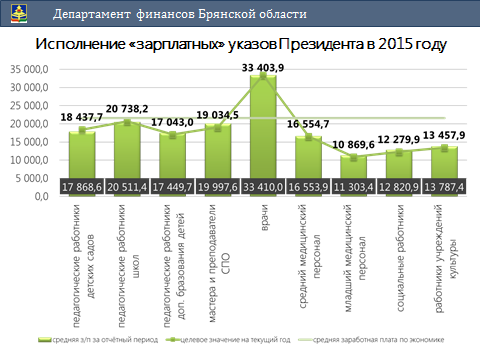 Департамент финансов Брянской области
Исполнение «зарплатных» указов Президента в 2015 году
35 000,0
30 000,0
25 000,0
20 000,0
15 000,0
10 000,0
5 000,0
0,0
18 437,7
20 738,2
17 043,0
19 034,5
33 403,9
16 554,7
10 869,6
12 279,9
13 457,9
17 868,6
20 511,4
17 449,7
19 997,6
33 410,0
16 553,9
11 303,4
12 820,9
13 787,4
педагогические работники
детских садов
педагогические работники
школ
педагогические работники
доп. бразования детей
мастера и преподаватели
СПО
врачи
средний медицинский
персонал
младший медицинский
персонал
социальные работники
работники учреждений
культуры
средняя з/п за отчётный период
целевое значение на текущий год
средняя заработная плата по экономике